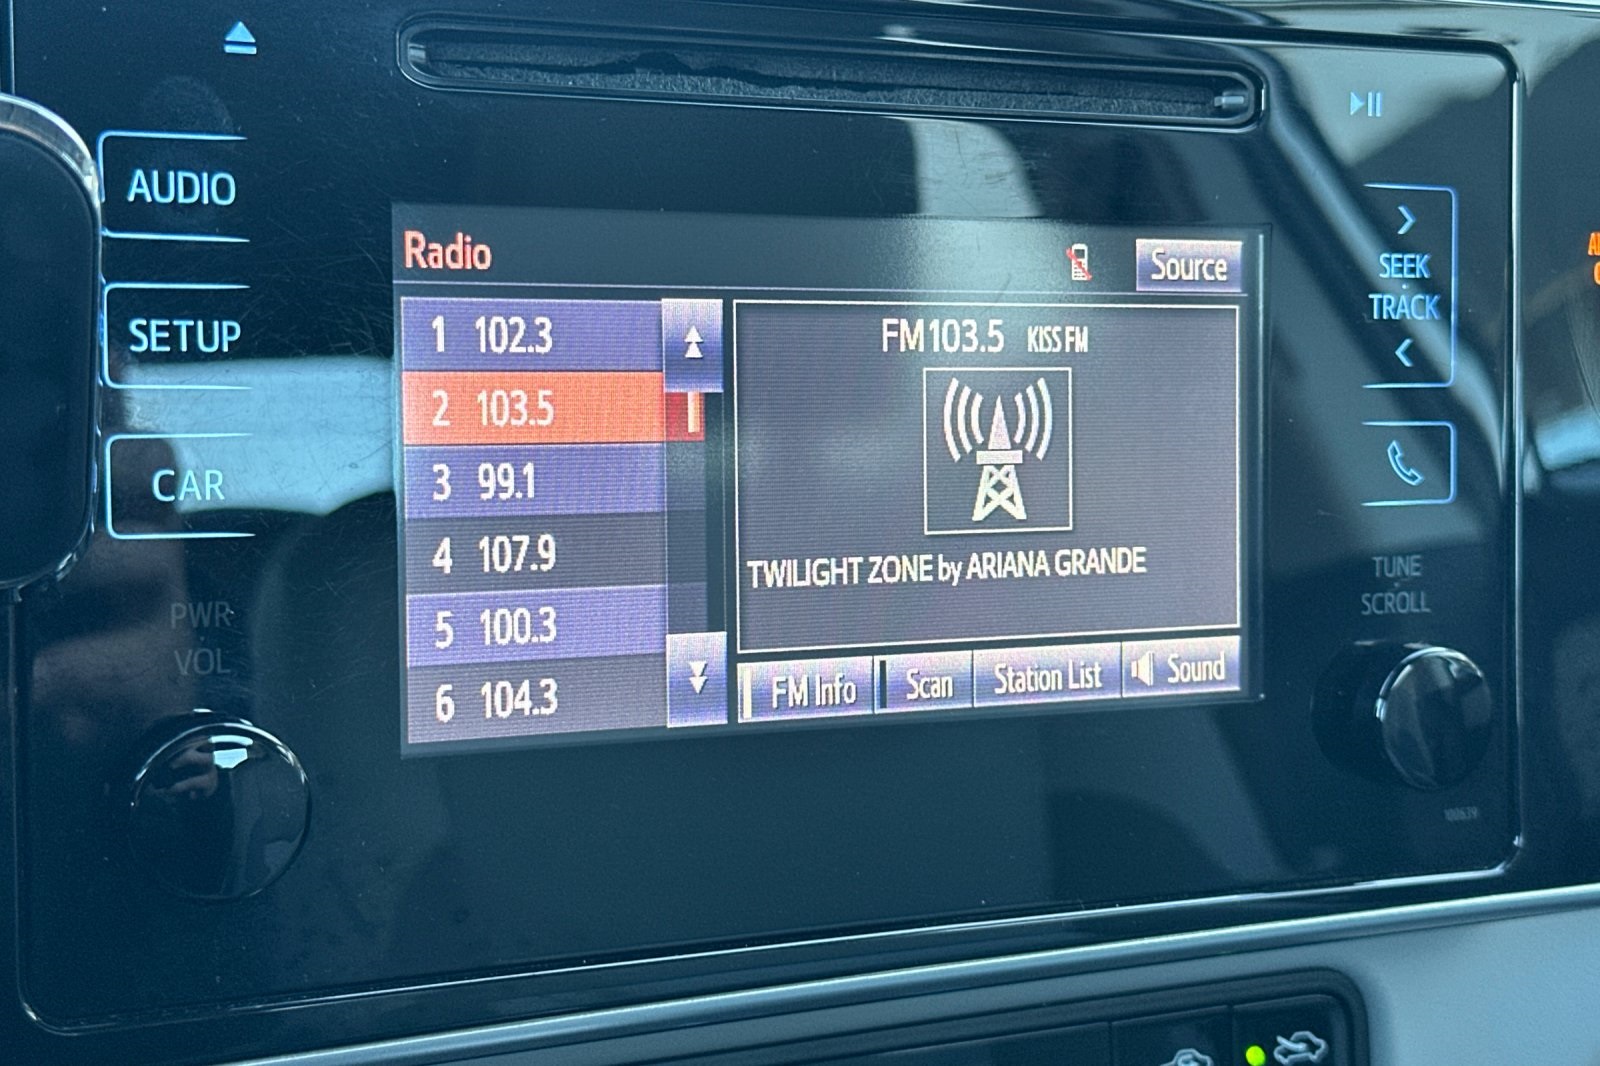 AUDIO
SETUP
CAR
PWR
VOL
Radio
Source
1 102.3
2 103.5
3 99.1
4 107.9
5 100.3
6 104.3
FM103.5 KISS FM
TWILIGHT ZONE by ARIANA GRANDE
FM Info
Scan
Station List
Sound
SEEK
TRACK
TUNE
SCROLL
100679